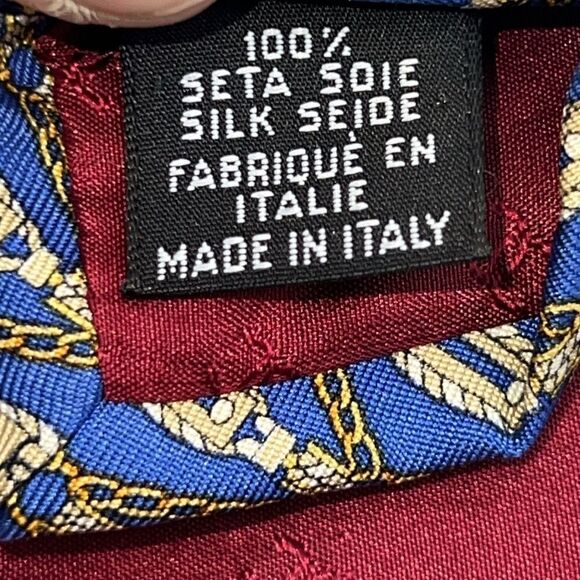 100%
SETA SOIE
SILK SEIDE
FABRIQUÉ EN
ITALIE
MADE IN ITALY